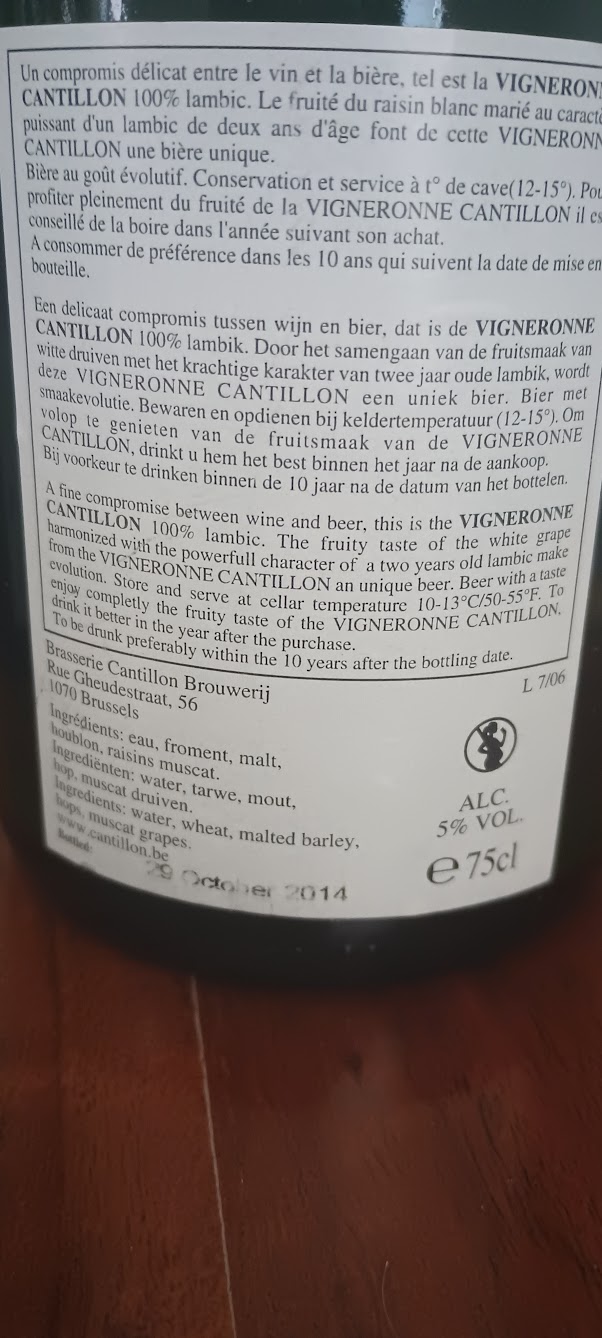 Un compromis délicat entre le vin et la bière, tel est la VIGNERON
CANTILLON 100% lambic. Le fruité du raisin blanc marié au caractè
puissant d'un lambic de deux ans d'âge font de cette VIGNERONN
CANTILLON une bière unique.
Bière au goût évolutif. Conservation et service à t° de cave(12-15°). Pou
profiter pleinement du fruité de la VIGNERONNE CANTILLON il es
conseillé de la boire dans l'année suivant son achat.
A consommer de préférence dans les 10 ans qui suivent la date de mise en
bouteille.
Een delicaat compromis tussen wijn en bier, dat is de VIGNERONNE
CANTILLON 100% lambik. Door het samengaan van de fruitsmaak van
witte druiven met het krachtige karakter van twee jaar oude lambik, wordt
deze VIGNERONNE CANTILLON een uniek bier. Bier met
smaakevolutie. Bewaren en opdienen bij keldertemperatuur (12-15°). Om
volop te genieten van de fruitsmaak van de VIGNERONNE
CANTILLON, drinkt u hem het best binnen het jaar na de aankoop.
Bij voorkeur te drinken binnen de 10 jaar na de datum van het bottelen.
A fine compromise between wine and beer, this is the VIGNERONNE
CANTILLON 100% lambic. The fruity taste of the white grape
harmonized with the powerfull character of a two years old lambic make
from the VIGNERONNE CANTILLON an unique beer. Beer with a taste
evolution. Store and serve at cellar temperature 10-13°C/50-55°F. To
enjoy completly the fruity taste of the VIGNERONNE CANTILLON,
drink it better in the year after the purchase.
To be drunk preferably within the 10 years after the bottling date.
Brasserie Cantillon Brouwerij
Rue Gheudestraat, 56
1070 Brussels
L 7/06
Ingrédients: eau, froment, malt,
houblon, raisins muscat.
Ingrediënten: water, tarwe, mout,
hop, muscat druiven.
Ingredients: water, wheat, malted barley,
hops, muscat grapes.
www.cantillon.be
Bottled:
29 October 2014
ALC.
5% VOL.
e 75cl